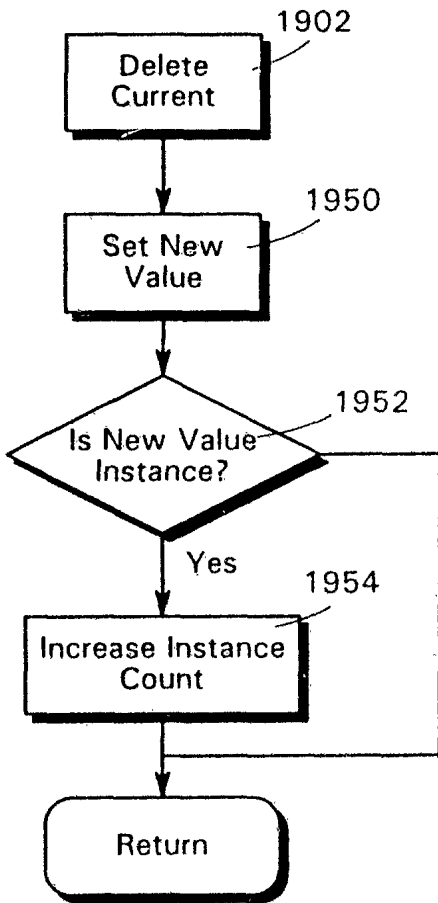 1902
Delete
Current
1950
Set New
Value
1952
Is New Value
Instance?
Yes
1954
Increase Instance
Count
Return